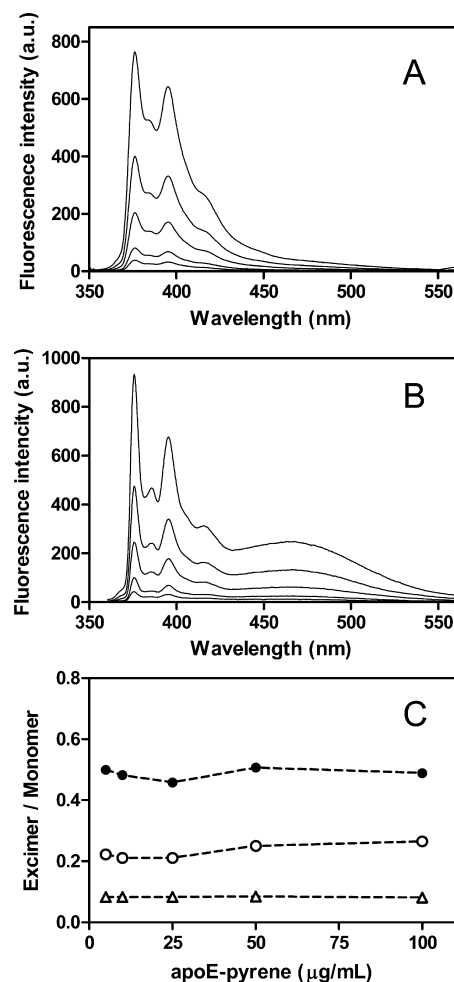 800
600
400
200
0
Fluorescenece intensity (a.u.)
A
350 400 450 500 550
Wavelength (nm)
1000
800
600
400
200
0
Fluorescence intencity (a.u.)
B
350 400 450 500 550
Wavelength (nm)
0.8
0.6
0.4
0.2
0.0
Excimer / Monomer
C
0 25 50 75 100
apoE-pyrene (μg/mL)